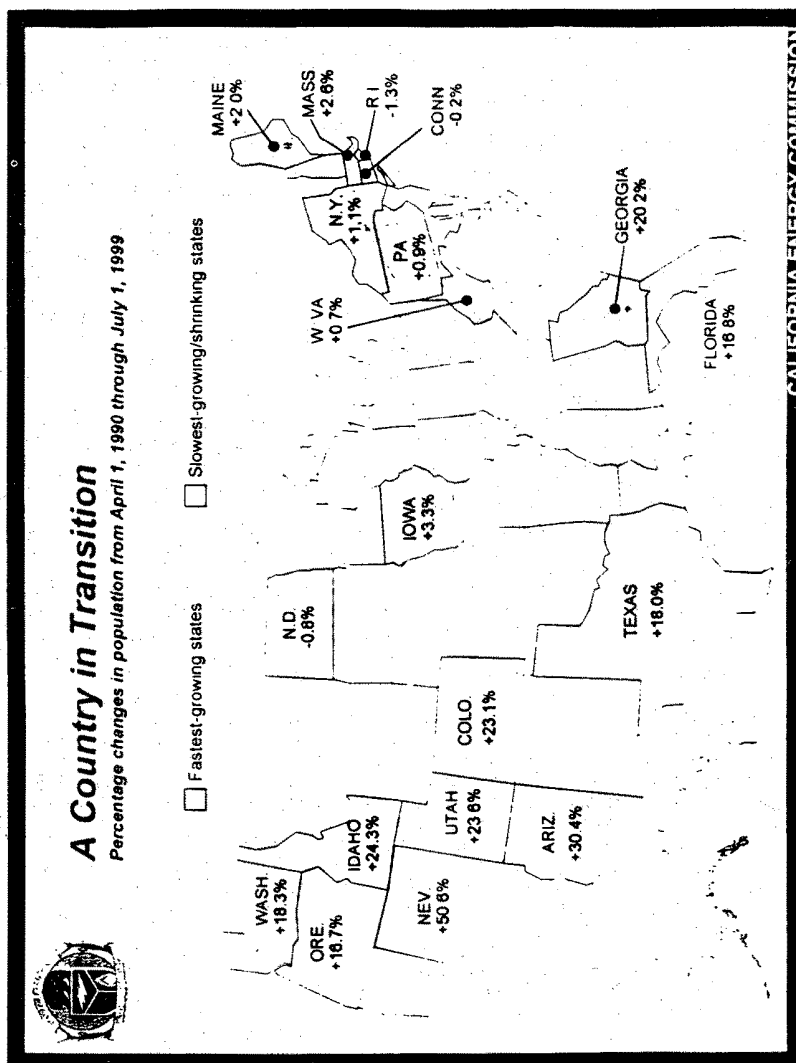 A Country in Transition
Percentage changes in population from April 1, 1990 through July 1, 1999
Fastest-growing states
Slowest-growing/shrinking states
WASH.
+18.3%
ORE.
+16.7%
IDAHO
+24.3%
NEV.
+50 6%
UTAH
+23 6%
ARIZ.
+30.4%
COLO.
+23.1%
N.D.
-0.8%
TEXAS
+18.0%
IOWA
+3.3%
W VA
+0 7%
PA
+0.9%
N.Y.
+1.1%
MAINE
+2 0%
MASS.
+2.6%
R I
-1.3%
CONN
-0.2%
GEORGIA
+20 2%
FLORIDA
+16 8%
CALIFORNIA ENERGY COMMISSION